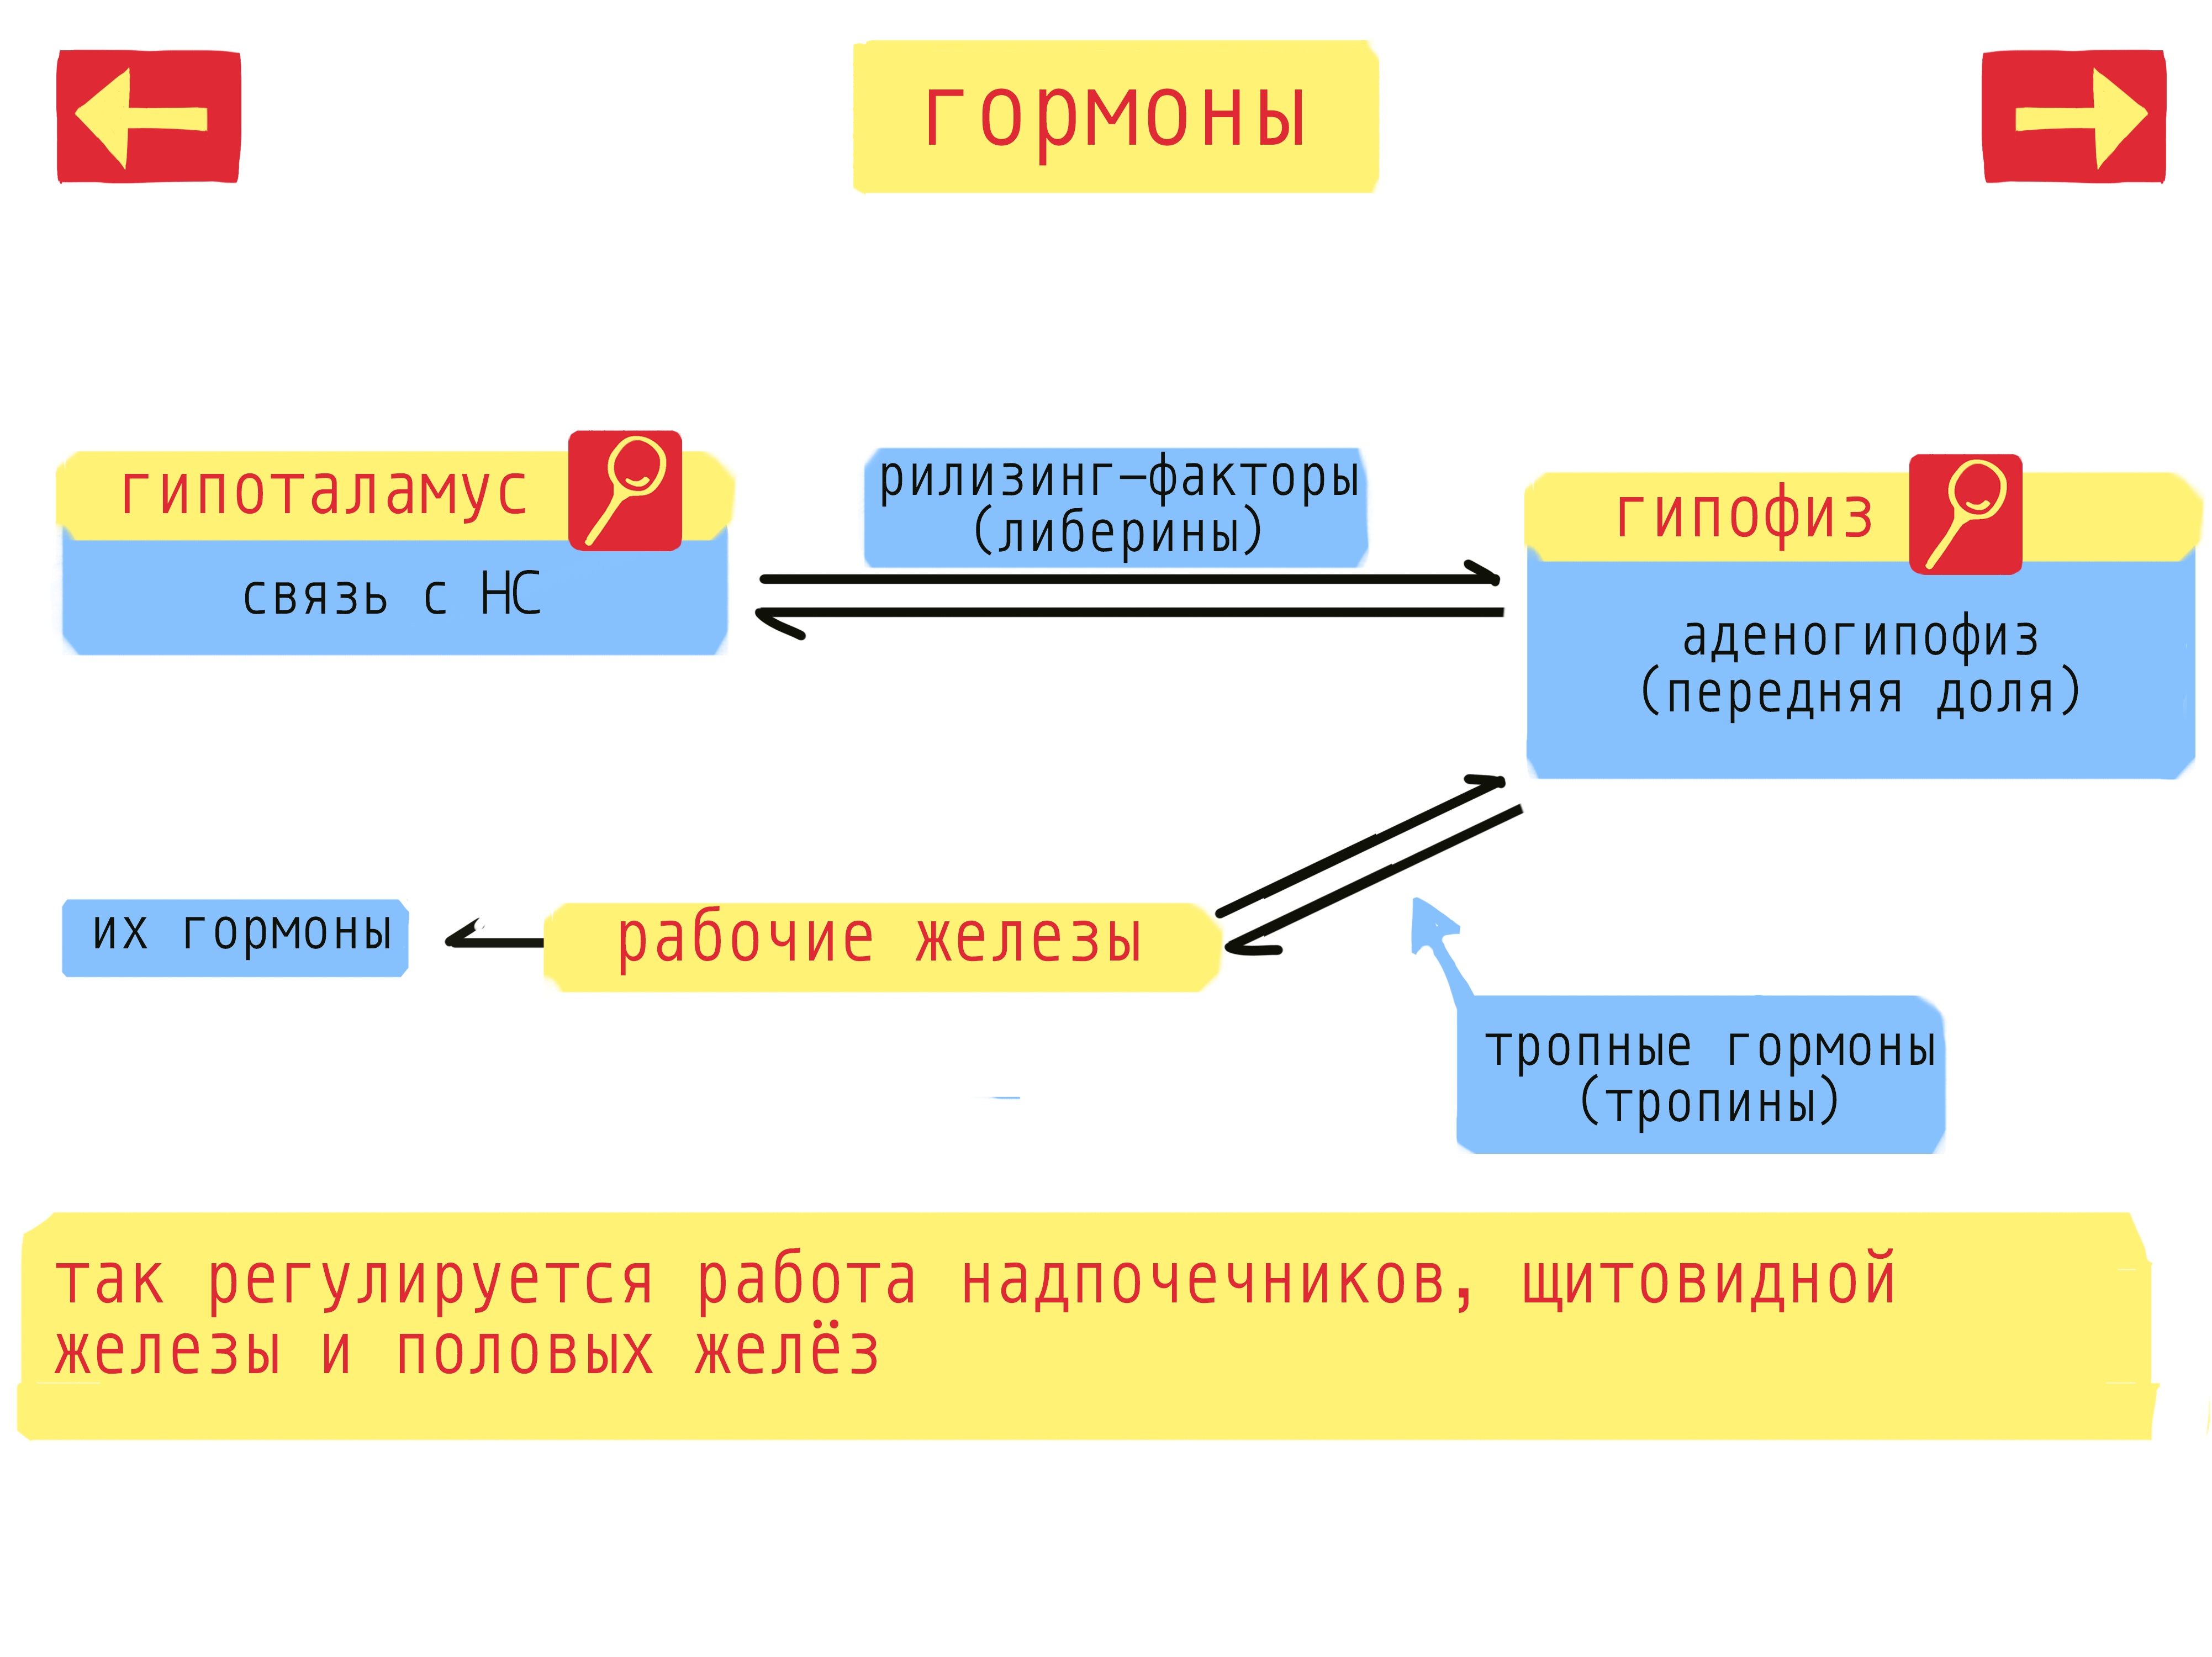 гормоны
гипоталамус
связь с НС
рилизинг–факторы
(либерины)
гипофиз
аденогипофиз
(передняя доля)
их гормоны
рабочие железы
тропные гормоны
(тропины)
так регулируется работа надпочечников, щитовидной
железы и половых желёз